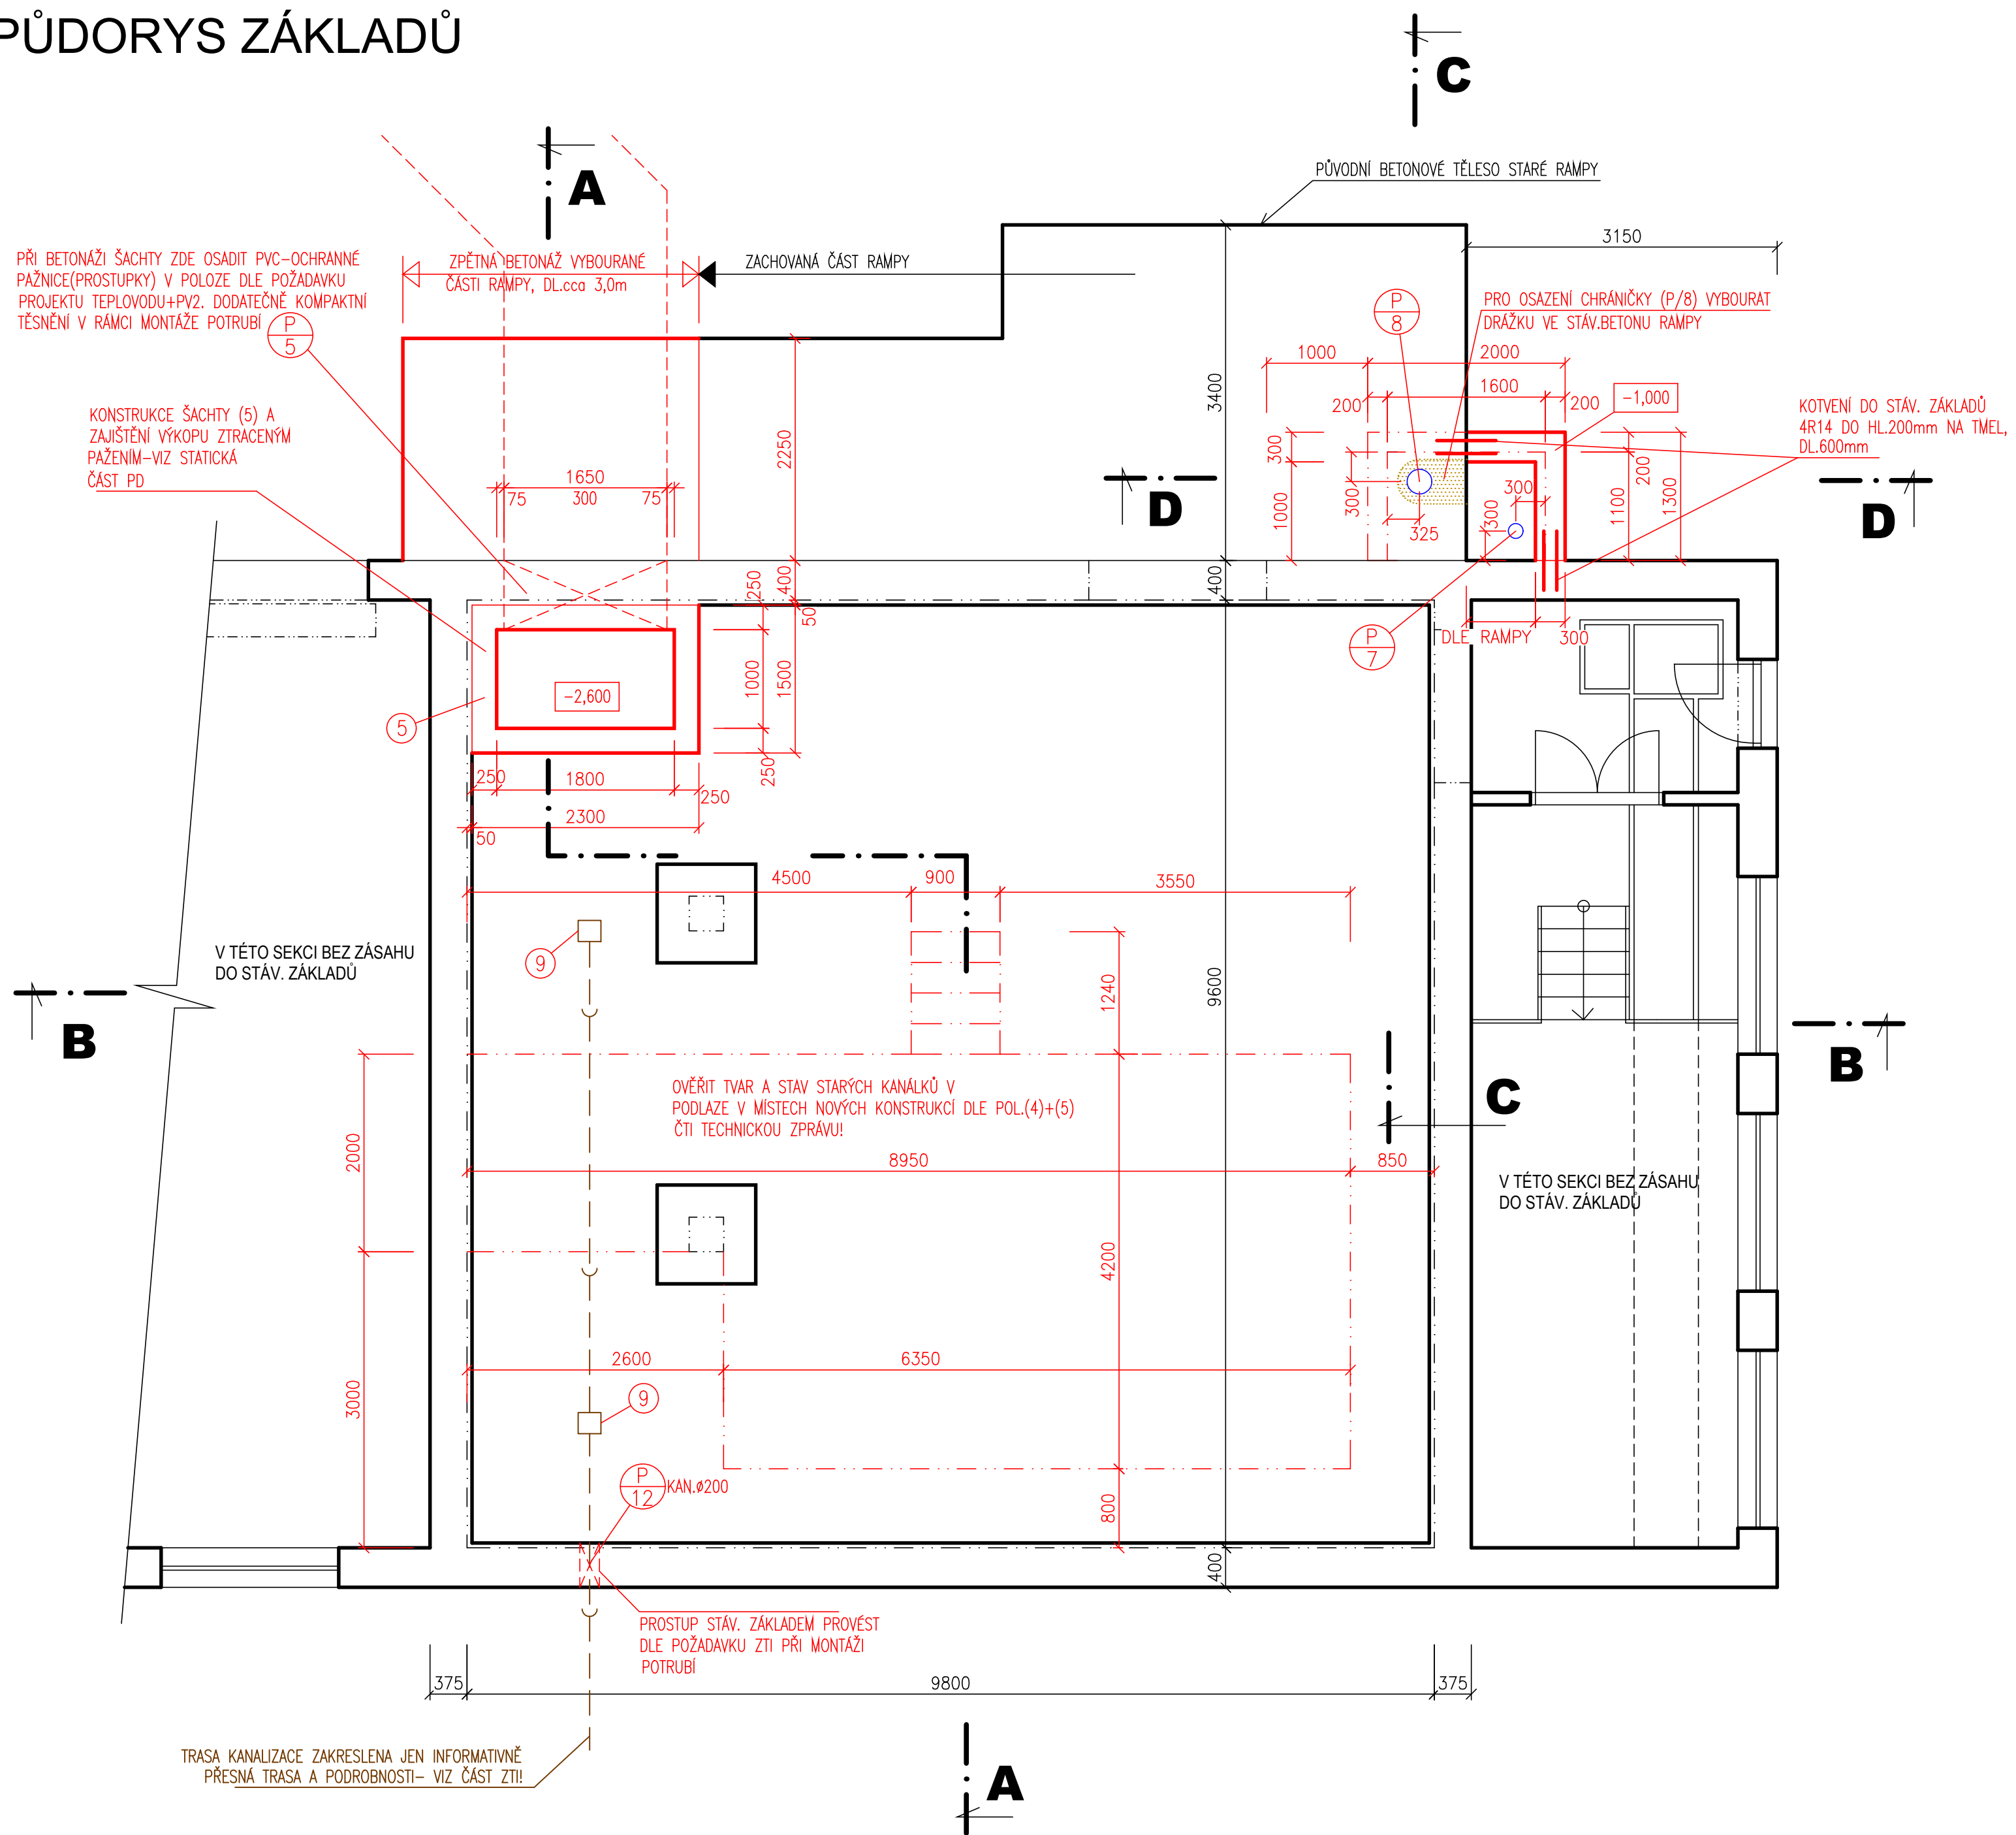 PŮDORYS ZÁKLADŮ
C
A
PŮVODNÍ BETONOVÉ TĚLESO STARÉ RAMPY
3150
PŘI BETONÁŽI ŠACHTY ZDE OSADIT PVC-OCHRANNÉ
PAŽNICE(PROSTUPKY) V POLOZE DLE POŽADAVKU
PROJEKTU TEPLOVODU+PV2. DODATEČNĚ KOMPAKTNÍ
TĚSNĚNÍ V RÁMCI MONTÁŽE POTRUBÍ
P
5
ZPĚTNÁ BETONÁŽ VYBOURANÉ
ČÁSTI RAMPY, DL.cca 3,0m
ZACHOVANÁ ČÁST RAMPY
P
8
PRO OSAZENÍ CHRÁNIČKY (P/8) VYBOURAT
DRÁŽKU VE STÁV.BETONU RAMPY
1000
2000
1600
200
200
-1,000
KOTVENÍ DO STÁV. ZÁKLADŮ
4R14 DO HL.200mm NA TMEL,
DL.600mm
KONSTRUKCE ŠACHTY (5) A
ZAJIŠTĚNÍ VÝKOPU ZTRACENÝM
PAŽENÍM-VIZ STATICKÁ
ČÁST PD
3400
2250
300
1000
300
325
300
300
1100
200
1300
1650
75
300
75
D
D
250
400
50
400
1000
1500
250
-2,600
5
P
7
DLE RAMPY
300
250
1800
250
2300
50
4500
900
3550
9
V TÉTO SEKCI BEZ ZÁSAHU
DO STÁV. ZÁKLADŮ
1240
9600
B
B
C
OVĚŘIT TVAR A STAV STARÝCH KANÁLKŮ V
PODLAZE V MÍSTECH NOVÝCH KONSTRUKCÍ DLE POL.(4)+(5)
ČTI TECHNICKOU ZPRÁVU!
2000
8950
850
V TÉTO SEKCI BEZ ZÁSAHU
DO STÁV. ZÁKLADŮ
4200
2600
6350
3000
9
P
12
KAN.ø200
800
400
PROSTUP STÁV. ZÁKLADEM PROVÉST
DLE POŽADAVKU ZTI PŘI MONTÁŽI
POTRUBÍ
375
9800
375
TRASA KANALIZACE ZAKRESLENA JEN INFORMATIVNĚ
PŘESNÁ TRASA A PODROBNOSTI- VIZ ČÁST ZTI!
A